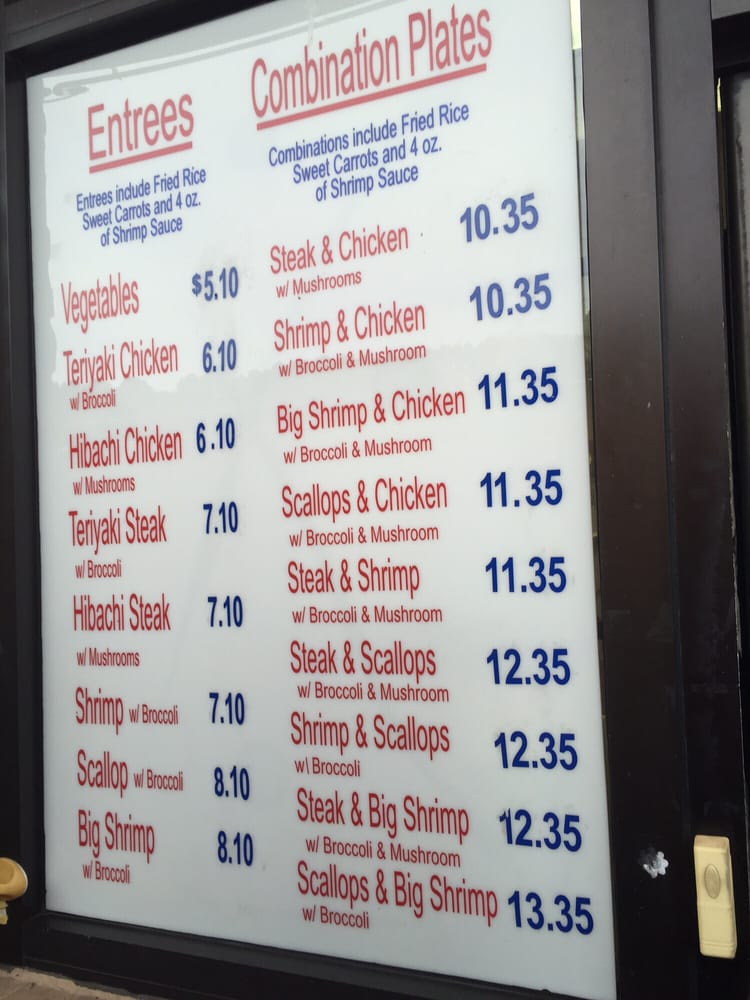 Entrees
Entrees include Fried Rice
Sweet Carrots and 4 oz.
of Shrimp Sauce
Vegetables $5.10
Teriyaki Chicken 6.10
w/ Broccoli
Hibachi Chicken 6.10
w/ Mushrooms
Teriyaki Steak 7.10
w/ Broccoli
Hibachi Steak 7.10
w/ Mushrooms
Shrimp w/ Broccoli 7.10
Scallop w/ Broccoli 8.10
Big Shrimp 8.10
w/ Broccoli
Combination Plates
Combinations include Fried Rice
Sweet Carrots and 4 oz.
of Shrimp Sauce
Steak & Chicken 10.35
w/ Mushrooms
Shrimp & Chicken 10.35
w/ Broccoli & Mushroom
Big Shrimp & Chicken 11.35
w/ Broccoli & Mushroom
Scallops & Chicken 11.35
w/ Broccoli & Mushroom
Steak & Shrimp 11.35
w/ Broccoli & Mushroom
Steak & Scallops 12.35
w/ Broccoli & Mushroom
Shrimp & Scallops 12.35
w\ Broccoli
Steak & Big Shrimp 12.35
w/ Broccoli & Mushroom
Scallops & Big Shrimp 13.35
w/ Broccoli